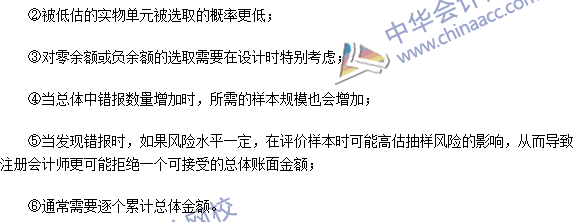 ②被低估的实物单元被选取的概率更低；
中华会计
www.chinaacc.c
③对零余额或负余额的选取需要在设计时特别考虑；
④当总体中错报数量增加时，所需的样本规模也会增加；
⑤当发现错报时，如果风险水平一定，在评价样本时可能高估抽样风险的影响，从而导致
注册会计师更可能拒绝一个可接受的总体账面金额；
⑥通常需要逐个累计总体金额。
网校